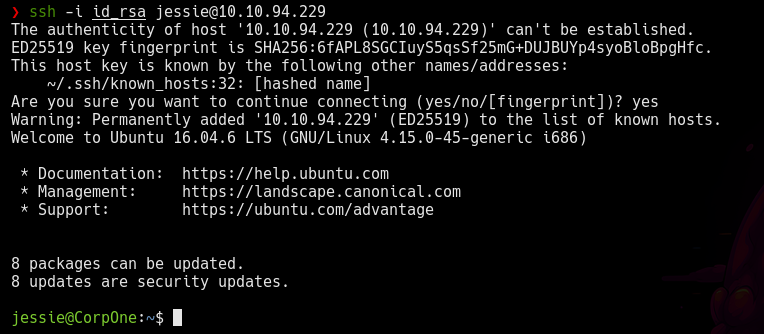 ❯ ssh -i id_rsa jessie@10.10.94.229
The authenticity of host '10.10.94.229 (10.10.94.229)' can't be established.
ED25519 key fingerprint is SHA256:6fAPL8SGCIuyS5qsSf25mG+DUJBUYp4syoBloBpgHfc.
This host key is known by the following other names/addresses:
    ~/.ssh/known_hosts:32: [hashed name]
Are you sure you want to continue connecting (yes/no/[fingerprint])? yes
Warning: Permanently added '10.10.94.229' (ED25519) to the list of known hosts.
Welcome to Ubuntu 16.04.6 LTS (GNU/Linux 4.15.0-45-generic i686)

 * Documentation:  https://help.ubuntu.com
 * Management:     https://landscape.canonical.com
 * Support:        https://ubuntu.com/advantage


8 packages can be updated.
8 updates are security updates.

jessie@CorpOne:~$